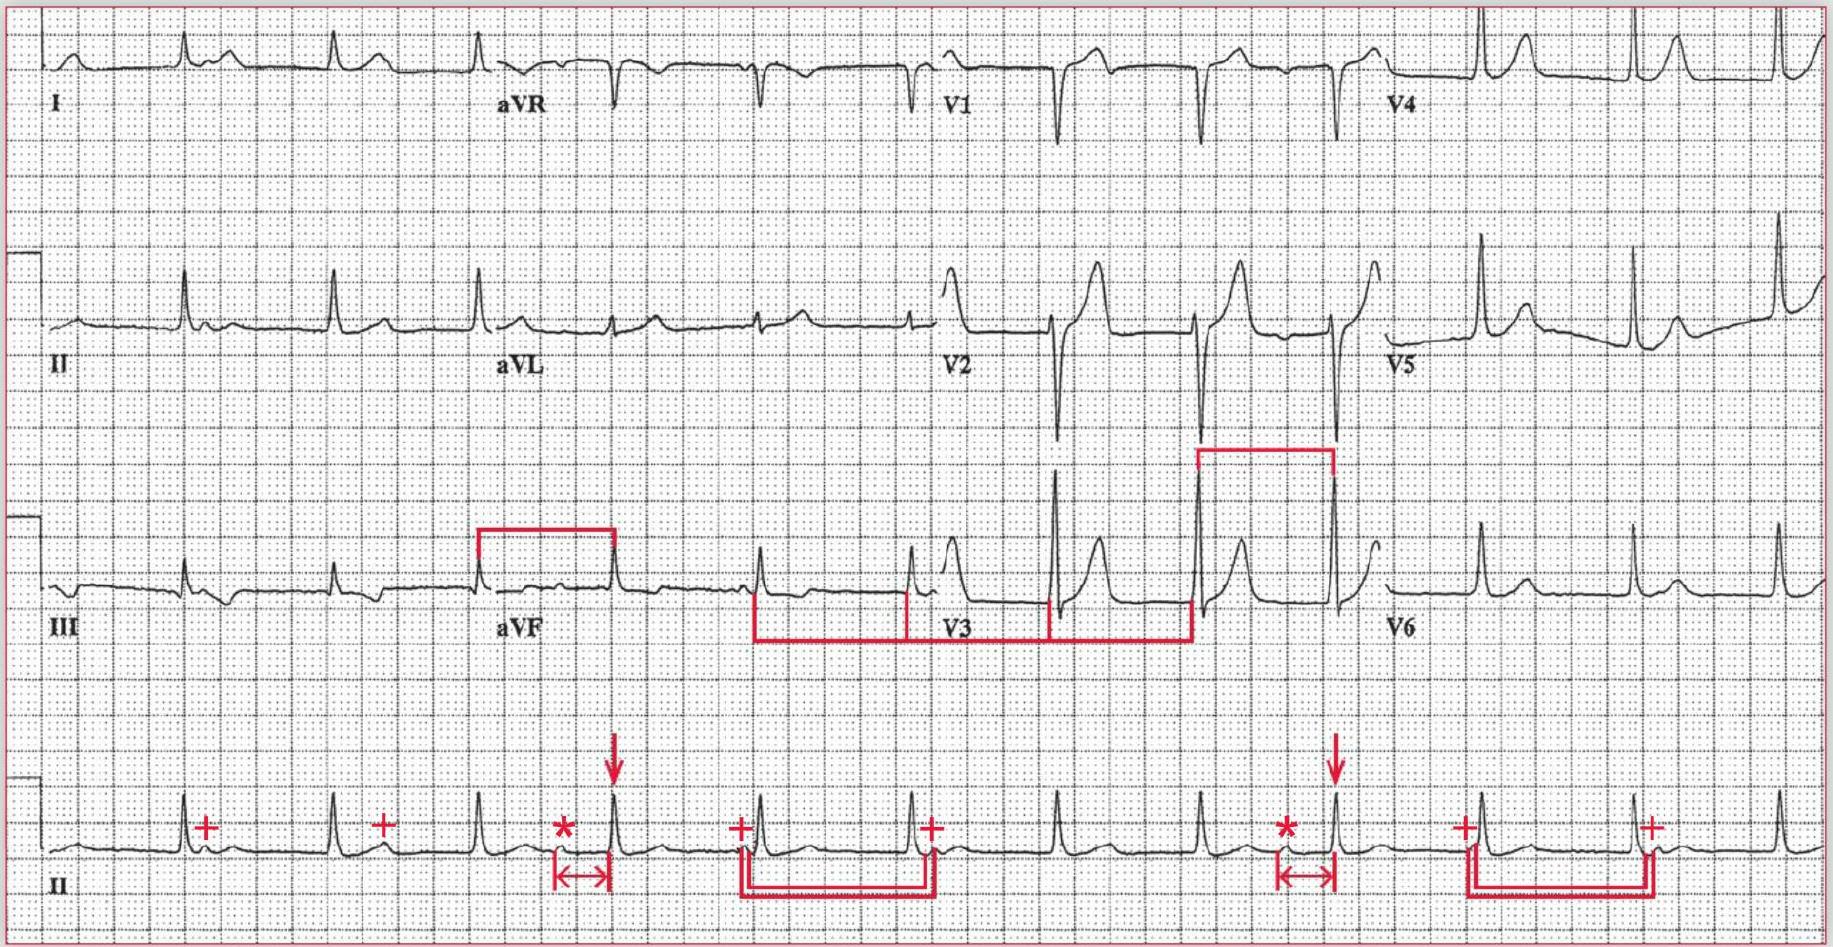 I aVR V1 V4
II aVL V2 V5
III aVF V3 V6
+ + * + + * + +
II